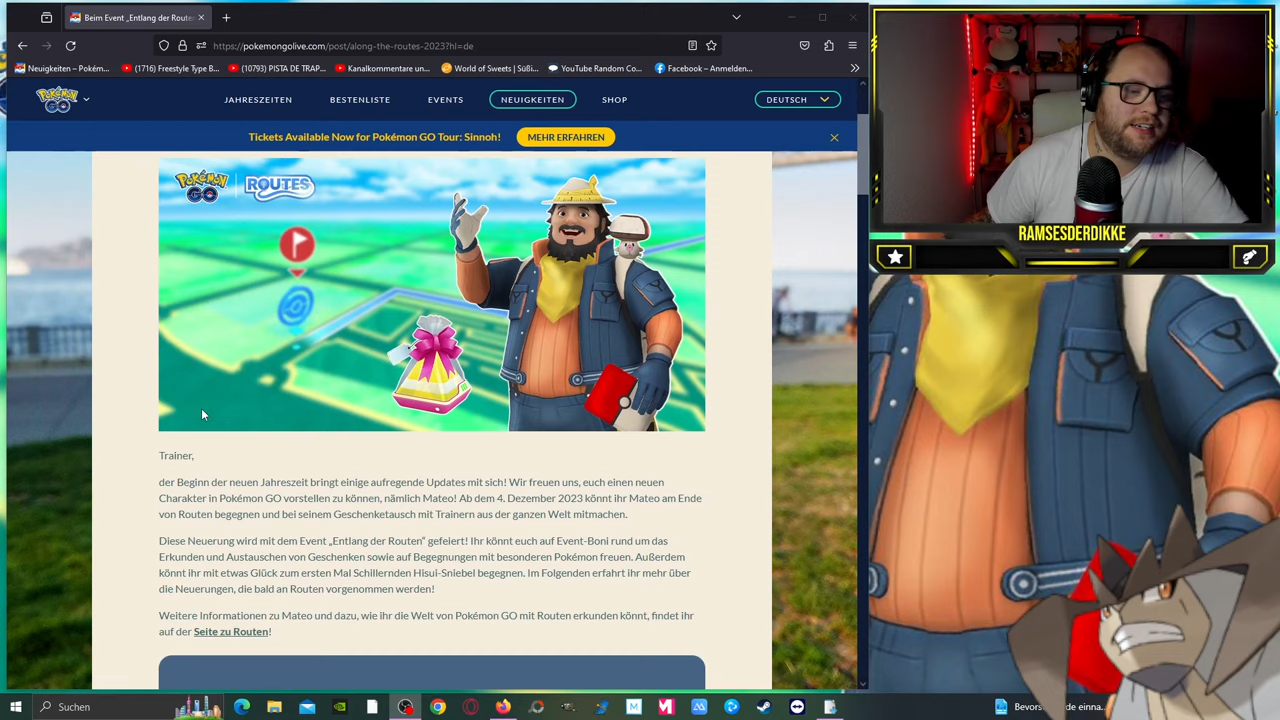 Beim Event „Entlang der Route
https://pokemongolive.com/post/along-the-routes-2023?hl=de
Neuigkeiten – Pokém... (1716) Freestyle Type B... (10793) PISTA DE TRAP... Kanalkommentare un... World of Sweets | Süßi... YouTube Random Co... Facebook – Anmelden...
Pokémon GO JAHRESZEITEN BESTENLISTE EVENTS NEUIGKEITEN SHOP DEUTSCH
Tickets Available Now for Pokémon GO Tour: Sinnoh! MEHR ERFAHREN
Pokémon GO ROUTES
RAMSESDERDIKKE
Trainer,
der Beginn der neuen Jahreszeit bringt einige aufregende Updates mit sich! Wir freuen uns, euch einen neuen
Charakter in Pokémon GO vorstellen zu können, nämlich Mateo! Ab dem 4. Dezember 2023 könnt ihr Mateo am Ende
von Routen begegnen und bei seinem Geschenketausch mit Trainern aus der ganzen Welt mitmachen.
Diese Neuerung wird mit dem Event „Entlang der Routen“ gefeiert! Ihr könnt euch auf Event-Boni rund um das
Erkunden und Austauschen von Geschenken sowie auf Begegnungen mit besonderen Pokémon freuen. Außerdem
könnt ihr mit etwas Glück zum ersten Mal Schillernden Hisui-Sniebel begegnen. Im Folgenden erfahrt ihr mehr über
die Neuerungen, die bald an Routen vorgenommen werden!
Weitere Informationen zu Mateo und dazu, wie ihr die Welt von Pokémon GO mit Routen erkunden könnt, findet ihr
auf der Seite zu Routen!
Suchen Bevors